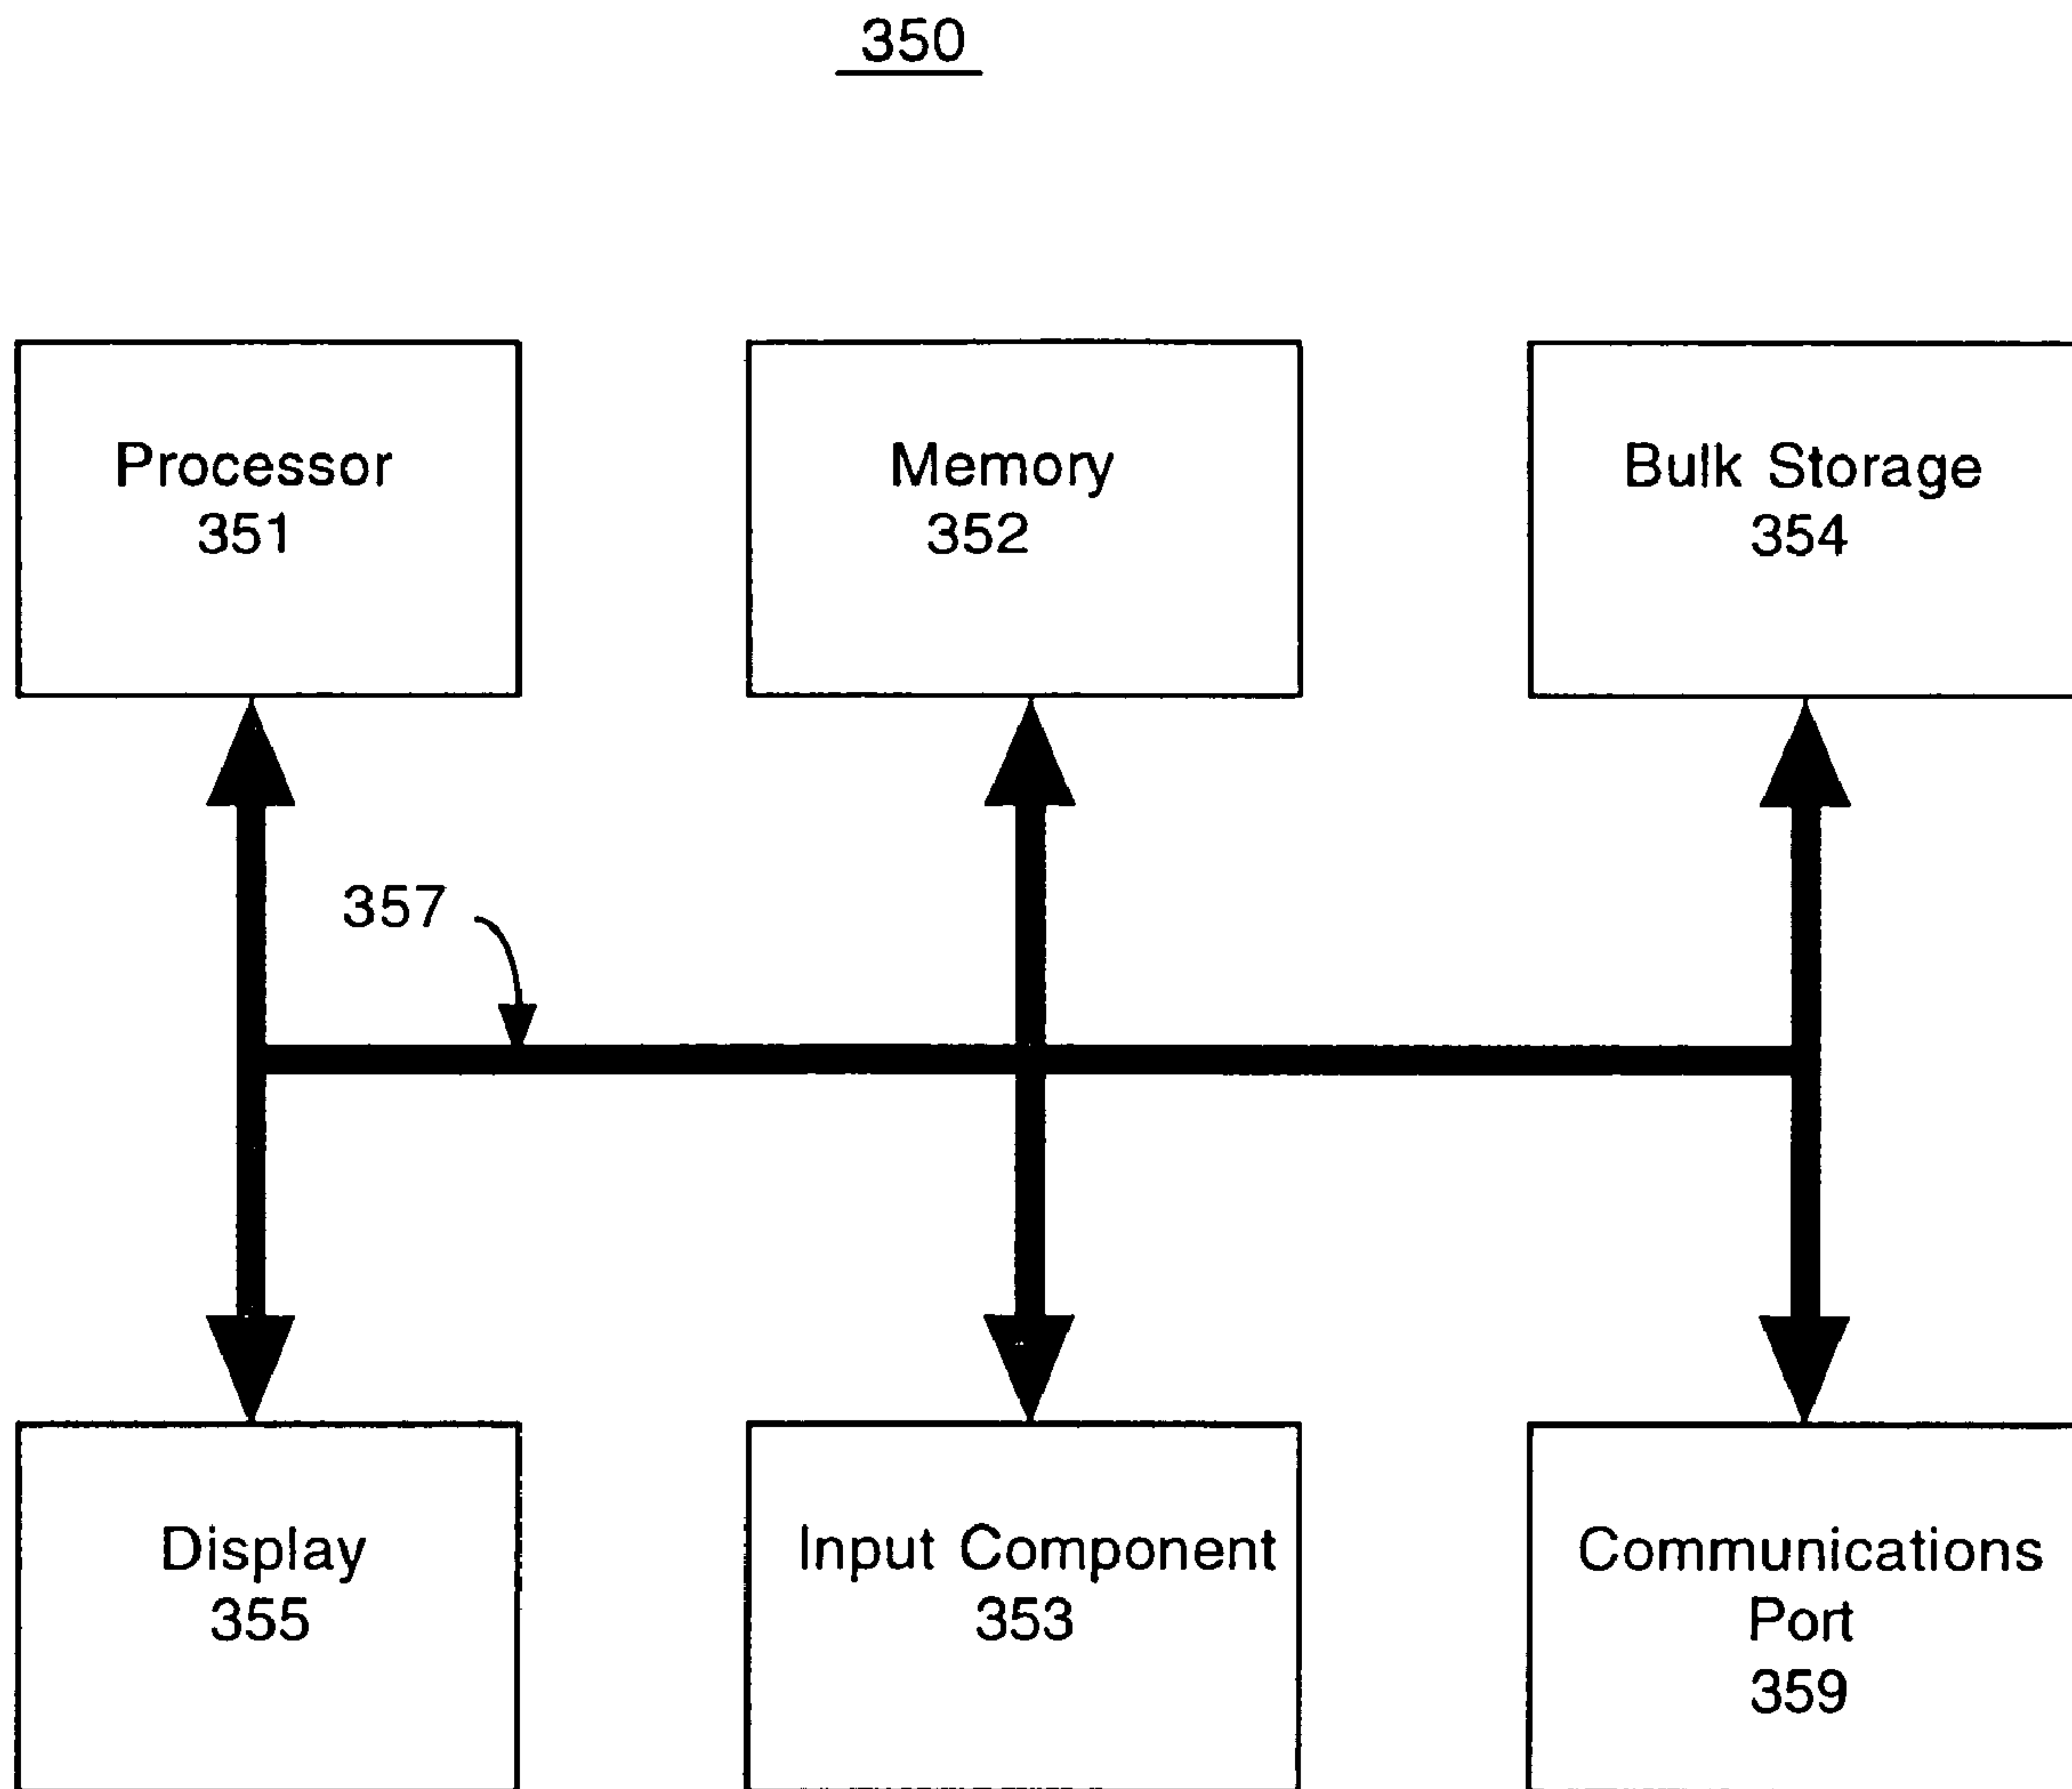 350
Processor
351
Memory
352
Bulk Storage
354
357
Display
355
Input Component
353
Communications
Port
359